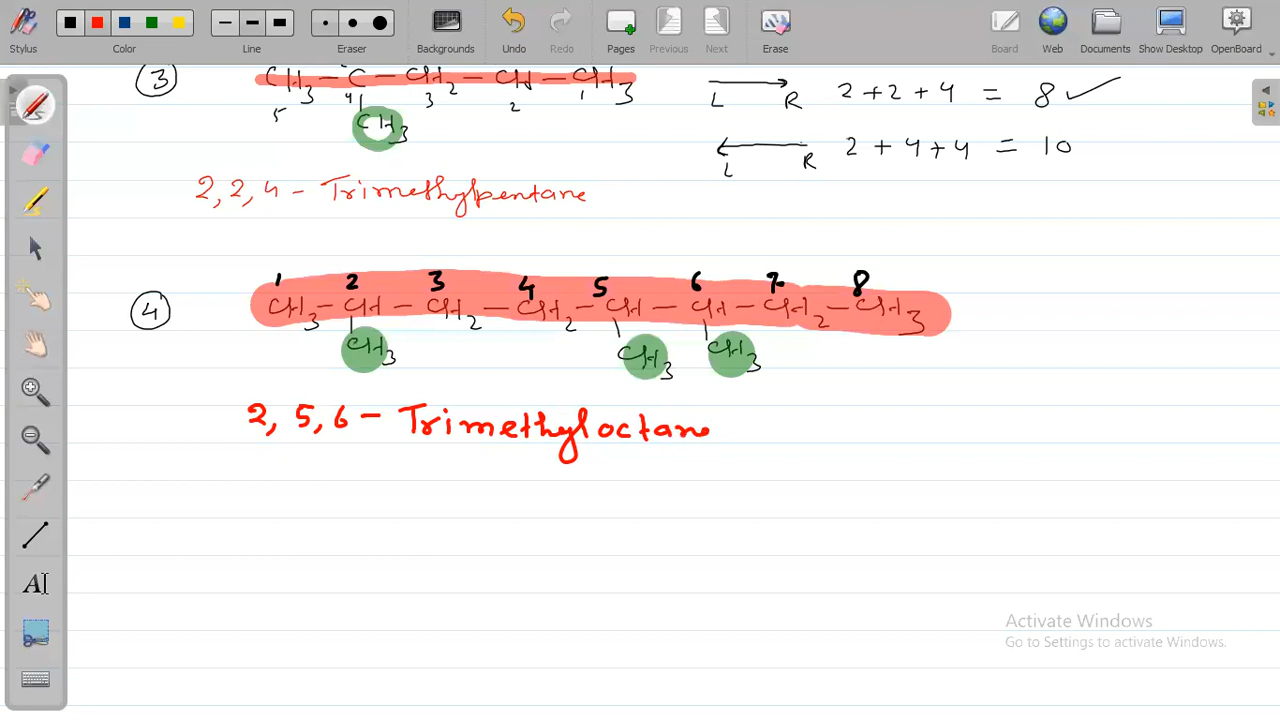 Stylus Color Line Eraser Backgrounds Undo Redo Pages Previous Next Erase Board Web Documents Show Desktop OpenBoard
3 CH3 – C – CH2 – CH – CH3
5 4 3 2 1
CH3
L R 2 + 2 + 4 = 8 ✓
L R 2 + 4 + 4 = 10
2, 2, 4 - Trimethylpentane
1 2 3 4 5 6 7 8
4 CH3 – CH – CH2 – CH2 – CH – CH – CH2 – CH3
CH3 CH3 CH3
2, 5, 6 - Trimethyloctane
AI
Activate Windows
Go to Settings to activate Windows.